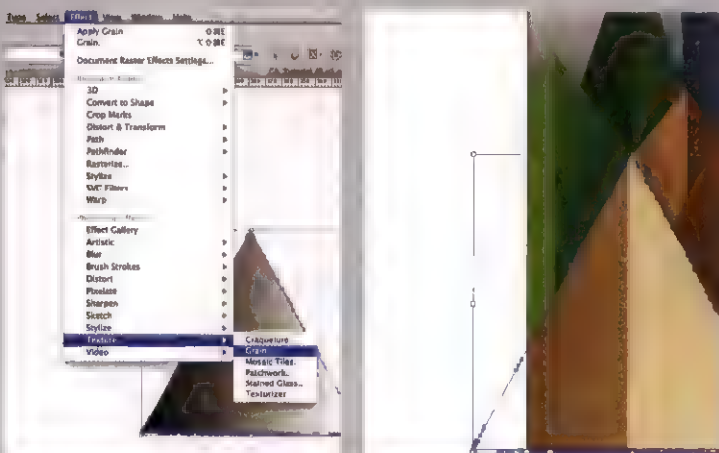 Type Select Effect View Window Help
Apply Grain ⇧⌘E
Grain... ⌥⇧⌘E
Document Raster Effects Settings...
3D
Convert to Shape
Crop Marks
Distort & Transform
Path
Pathfinder
Rasterize...
Stylize
SVG Filters
Warp
Effect Gallery
Artistic
Blur
Brush Strokes
Distort
Pixelate
Sharpen
Sketch
Stylize
Texture
Video
Craquelure...
Grain...
Mosaic Tiles...
Patchwork...
Stained Glass...
Texturizer...